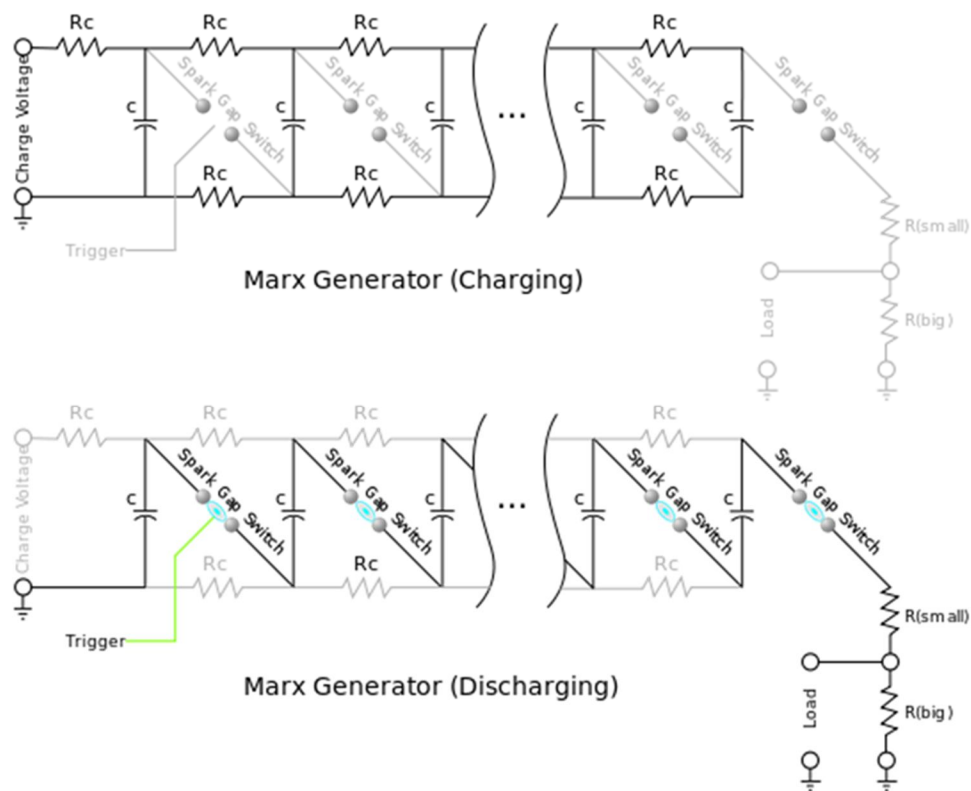 Rc Rc Rc Rc
Charge Voltage
c Spark Gap Switch c Spark Gap Switch c ... c Spark Gap Switch c Spark Gap Switch
Rc Rc Rc
Trigger
R(small)
Load
R(big)
Marx Generator (Charging)
Rc Rc Rc Rc
Charge Voltage
c Spark Gap Switch c Spark Gap Switch c ... c Spark Gap Switch c Spark Gap Switch
Rc Rc Rc
Trigger
R(small)
Load
R(big)
Marx Generator (Discharging)